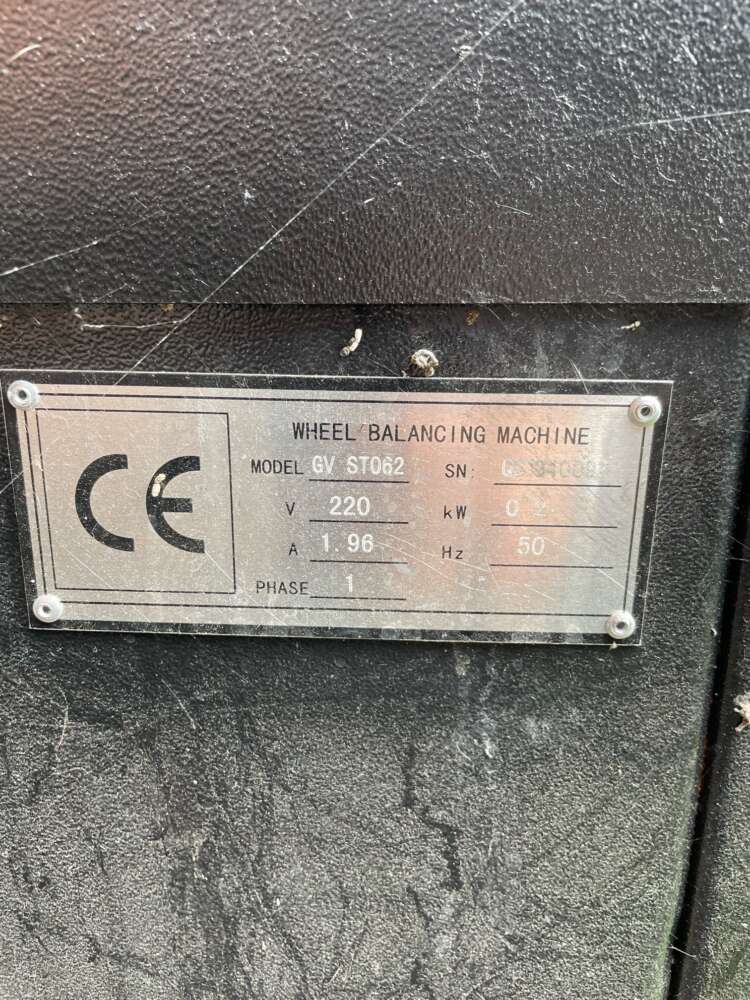 CE
WHEEL BALANCING MACHINE
MODEL GV ST062 SN:
V 220 kW
A 1.96 Hz 50
PHASE 1